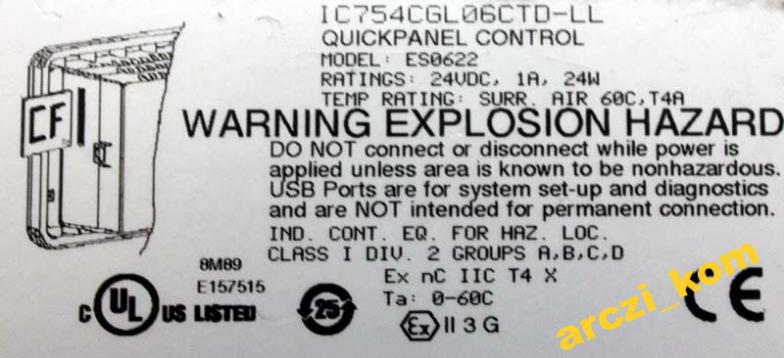 IC754CGL06CTD-LL
QUICKPANEL CONTROL
MODEL: ES0622
RATINGS: 24VDC, 1A, 24W
TEMP RATING: SURR. AIR 60C,T4A
CF
WARNING EXPLOSION HAZARD
DO NOT connect or disconnect while power is
applied unless area is known to be nonhazardous.
USB Ports are for system set-up and diagnostics
and are NOT intended for permanent connection.
IND. CONT. EQ. FOR HAZ. LOC.
CLASS I DIV. 2 GROUPS A,B,C,D
8M89
E157515
Ex nC IIC T4 X
Ta: 0-60C
C UL US LISTED
25
Ex II 3 G
CE
arczi_kom